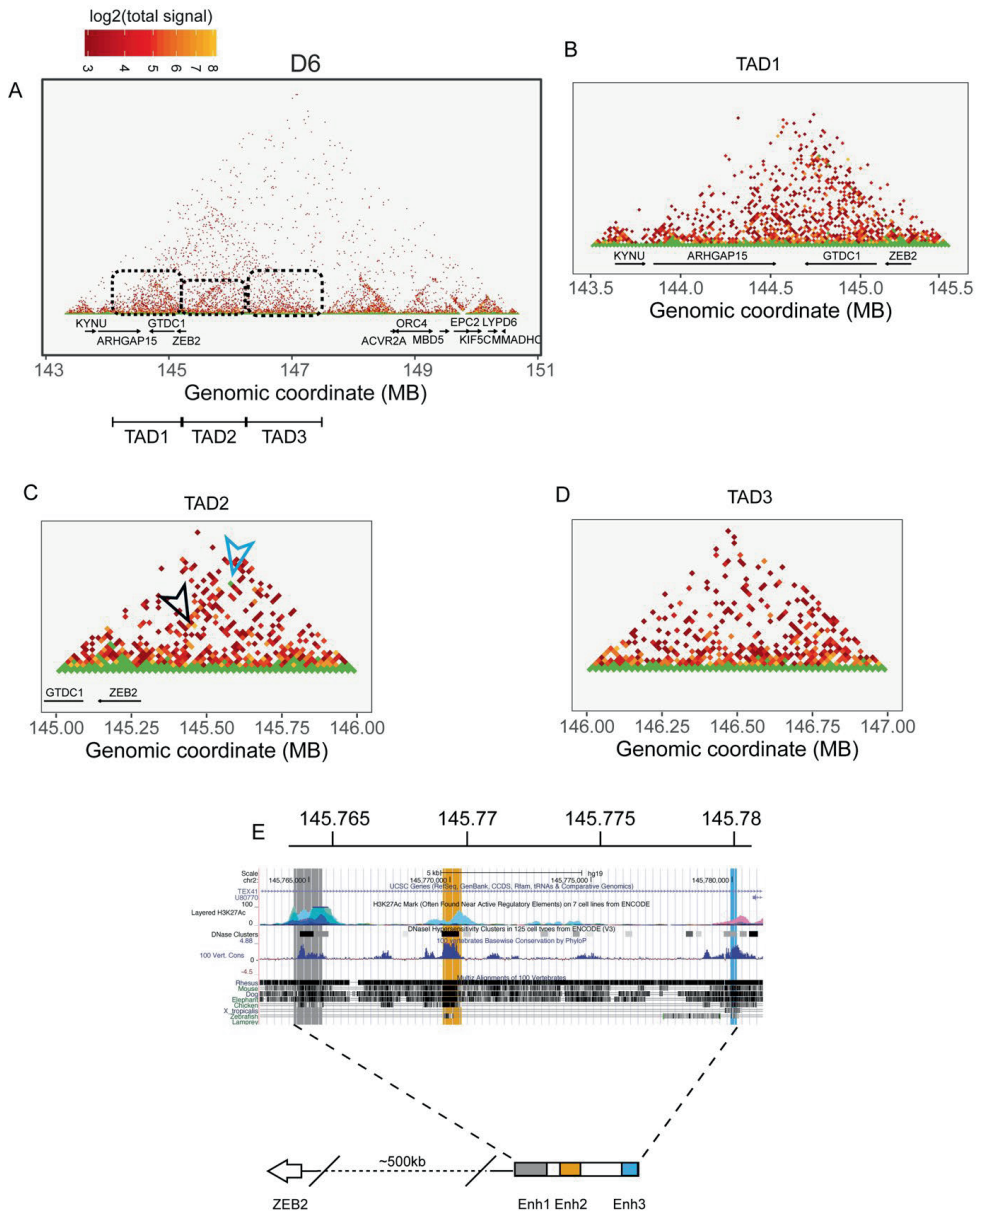 log2(total signal)
3 4 5 6 7 8
A
D6
KYNU GTDC1 ORC4 EPC2 LYPD6
ARHGAP15 ZEB2 ACVR2A MBD5 KIF5C MMADHC
143 145 147 149 151
Genomic coordinate (MB)
TAD1 TAD2 TAD3
B
TAD1
KYNU ARHGAP15 GTDC1 ZEB2
143.5 144.0 144.5 145.0 145.5
Genomic coordinate (MB)
C
TAD2
GTDC1 ZEB2
145.00 145.25 145.50 145.75 146.00
Genomic coordinate (MB)
D
TAD3
146.00 146.25 146.50 146.75 147.00
Genomic coordinate (MB)
E
145.765 145.77 145.775 145.78
Scale 5 kb hg19
chr2: 145,765,000 145,770,000 145,775,000 145,780,000
UCSC Genes (RefSeq, GenBank, CCDS, Rfam, tRNAs & Comparative Genomics)
TEX41
U80770
100 H3K27Ac Mark (Often Found Near Active Regulatory Elements) on 7 cell lines from ENCODE
Layered H3K27Ac
0
DNaseI Hypersensitivity Clusters in 125 cell types from ENCODE (V3)
DNase Clusters
4.88 100 vertebrates Basewise Conservation by PhyloP
100 Vert. Cons
0
-4.5
Multiz Alignments of 100 Vertebrates
Rhesus
Mouse
Dog
Elephant
Chicken
X_tropicalis
Zebrafish
Lamprey
~500kb
ZEB2 Enh1 Enh2 Enh3